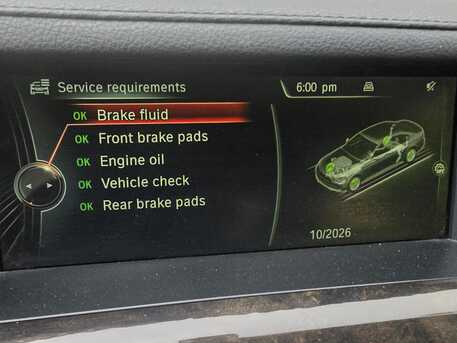 Service requirements
6:00 pm
OK Brake fluid
OK Front brake pads
OK Engine oil
OK Vehicle check
OK Rear brake pads
10/2026